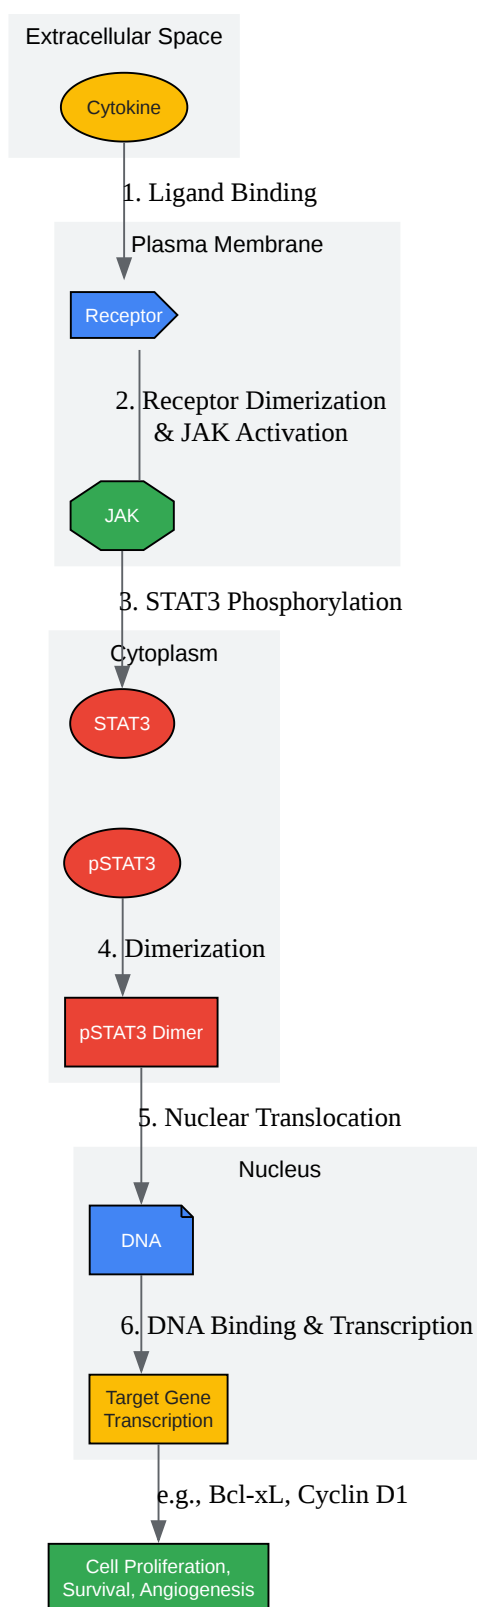 Extracellular Space
Cytokine
1. Ligand Binding
Plasma Membrane
Receptor
2. Receptor Dimerization
& JAK Activation
JAK
3. STAT3 Phosphorylation
Cytoplasm
STAT3
pSTAT3
4. Dimerization
pSTAT3 Dimer
5. Nuclear Translocation
Nucleus
DNA
6. DNA Binding & Transcription
Target Gene
Transcription
e.g., Bcl-xL, Cyclin D1
Cell Proliferation,
Survival, Angiogenesis